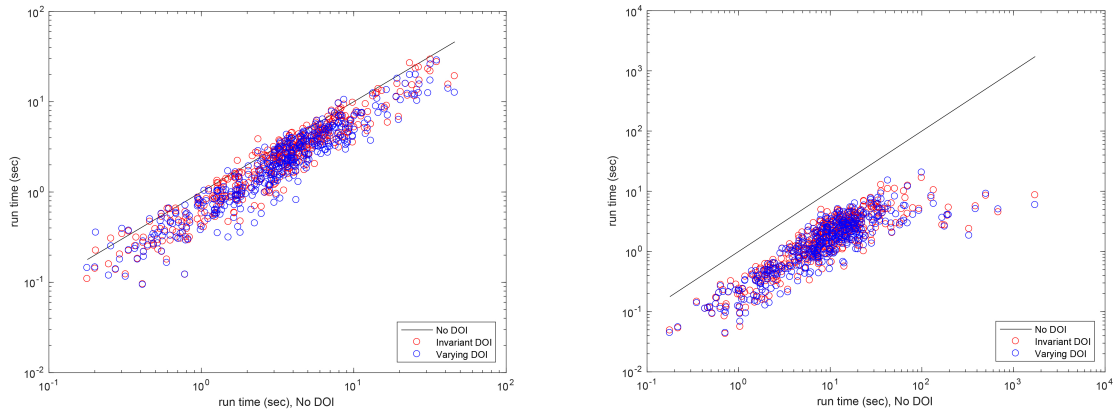 10^2
10^1
10^0
10^-1
10^-2
run time (sec)
10^-1
10^0
10^1
10^2
run time (sec), No DOI
No DOI
Invariant DOI
Varying DOI
10^4
10^3
10^2
10^1
10^0
10^-1
10^-2
run time (sec)
10^-1
10^0
10^1
10^2
10^3
10^4
run time (sec), No DOI
No DOI
Invariant DOI
Varying DOI